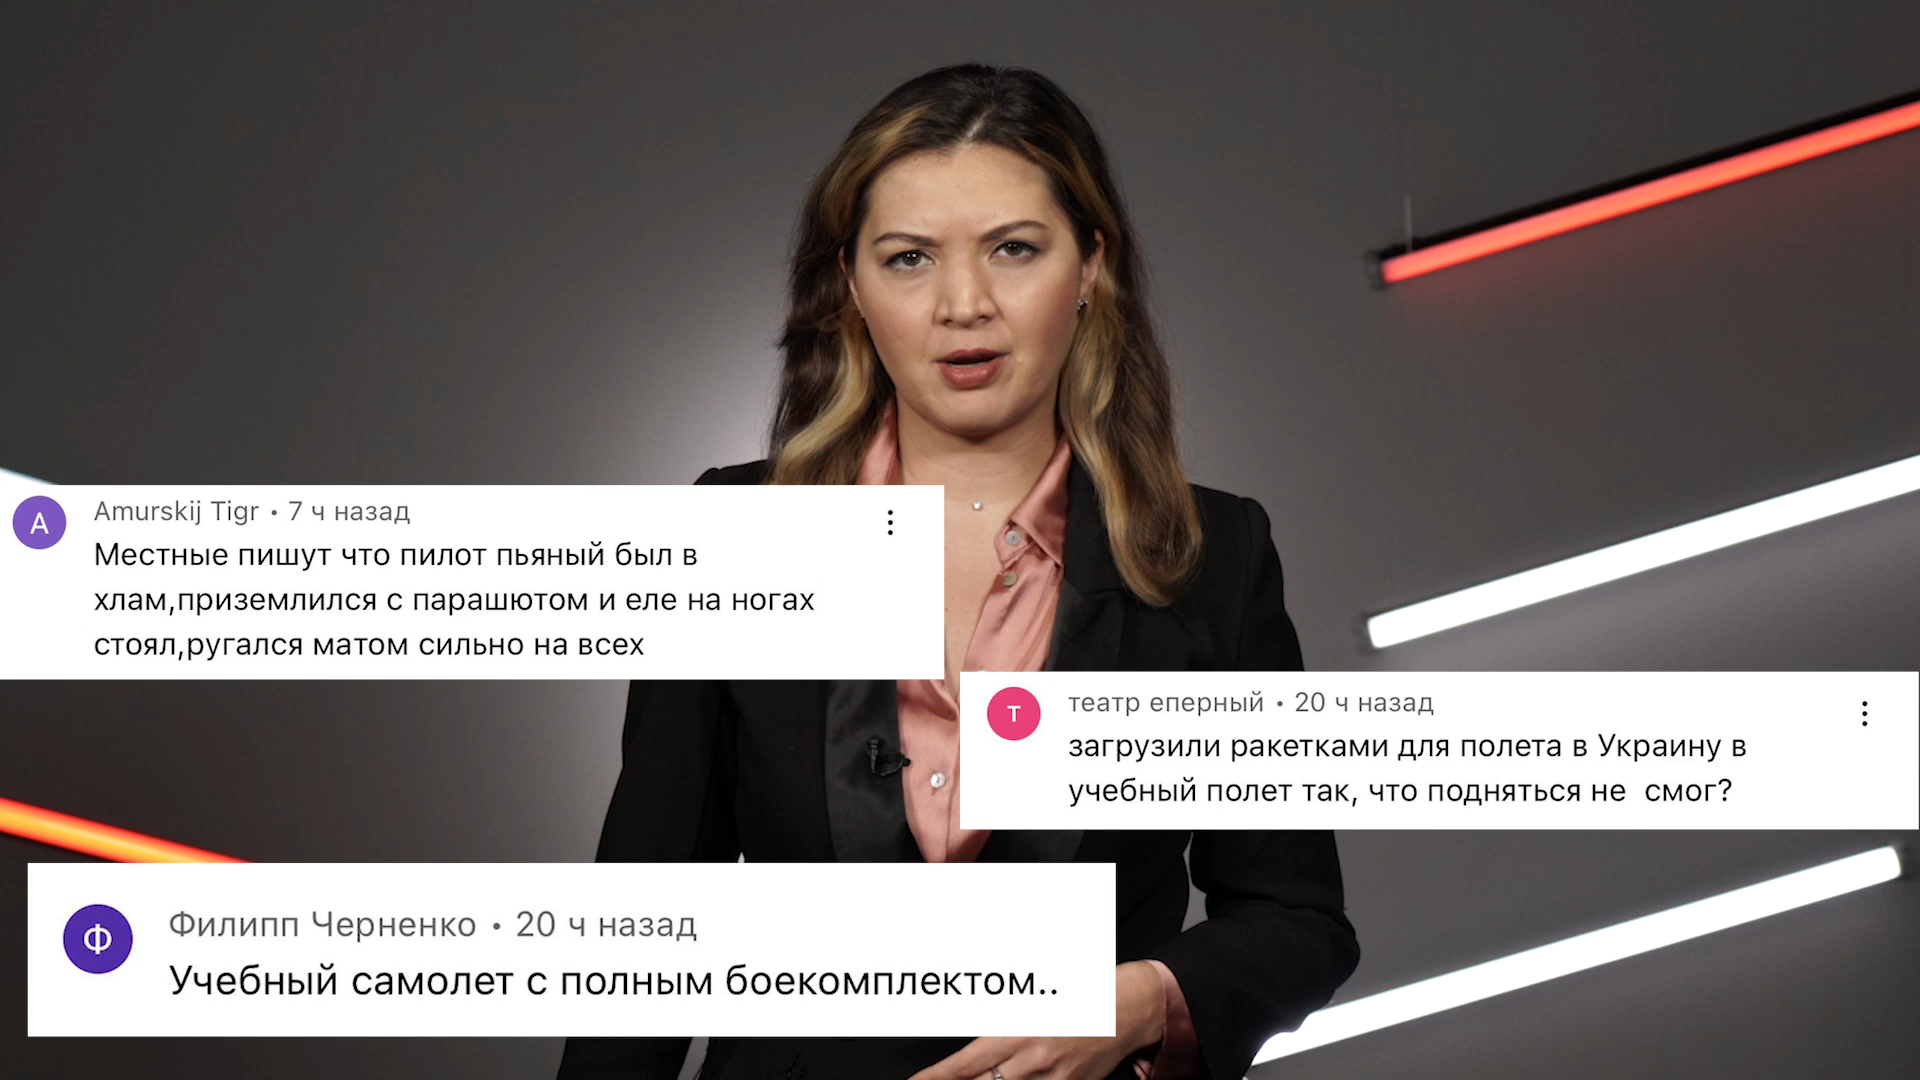 А
Amurskij Tigr • 7 ч назад
Местные пишут что пилот пьяный был в
хлам,приземлился с парашютом и еле на ногах
стоял,ругался матом сильно на всех
т
театр еперный • 20 ч назад
загрузили ракетками для полета в Украину в
учебный полет так, что подняться не  смог?
Ф
Филипп Черненко • 20 ч назад
Учебный самолет с полным боекомплектом..